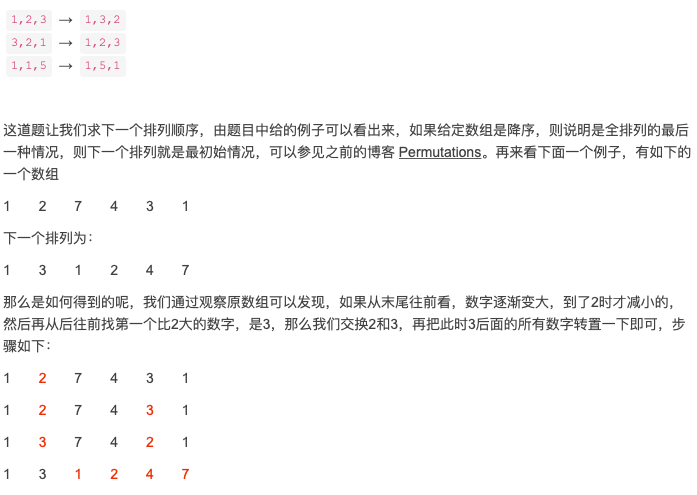 1,2,3 → 1,3,2
3,2,1 → 1,2,3
1,1,5 → 1,5,1
这道题让我们求下一个排列顺序，由题目中给的例子可以看出来，如果给定数组是降序，则说明是全排列的最后
一种情况，则下一个排列就是最初始情况，可以参见之前的博客 Permutations。再来看下面一个例子，有如下的
一个数组
1 2 7 4 3 1
下一个排列为：
1 3 1 2 4 7
那么是如何得到的呢，我们通过观察原数组可以发现，如果从末尾往前看，数字逐渐变大，到了2时才减小的，
然后再从后往前找第一个比2大的数字，是3，那么我们交换2和3，再把此时3后面的所有数字转置一下即可，步
骤如下：
1 2 7 4 3 1
1 2 7 4 3 1
1 3 7 4 2 1
1 3 1 2 4 7